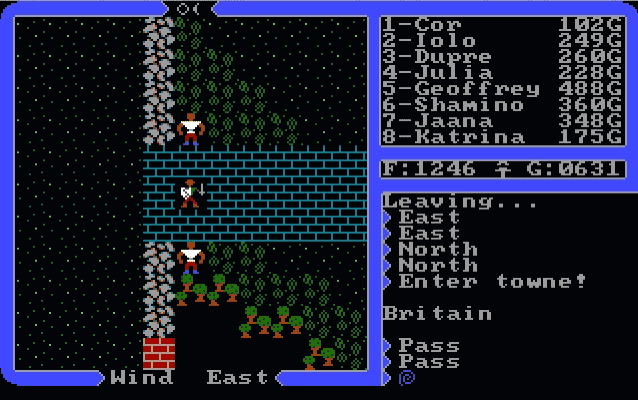 1-Cor 102G
2-Iolo 249G
3-Dupre 260G
4-Julia 228G
5-Geoffrey 488G
6-Shamino 360G
7-Jaana 348G
8-Katrina 175G
F:1246 G:0631
Leaving...
East
East
North
North
Enter towne!
Britain
Pass
Pass
Wind East